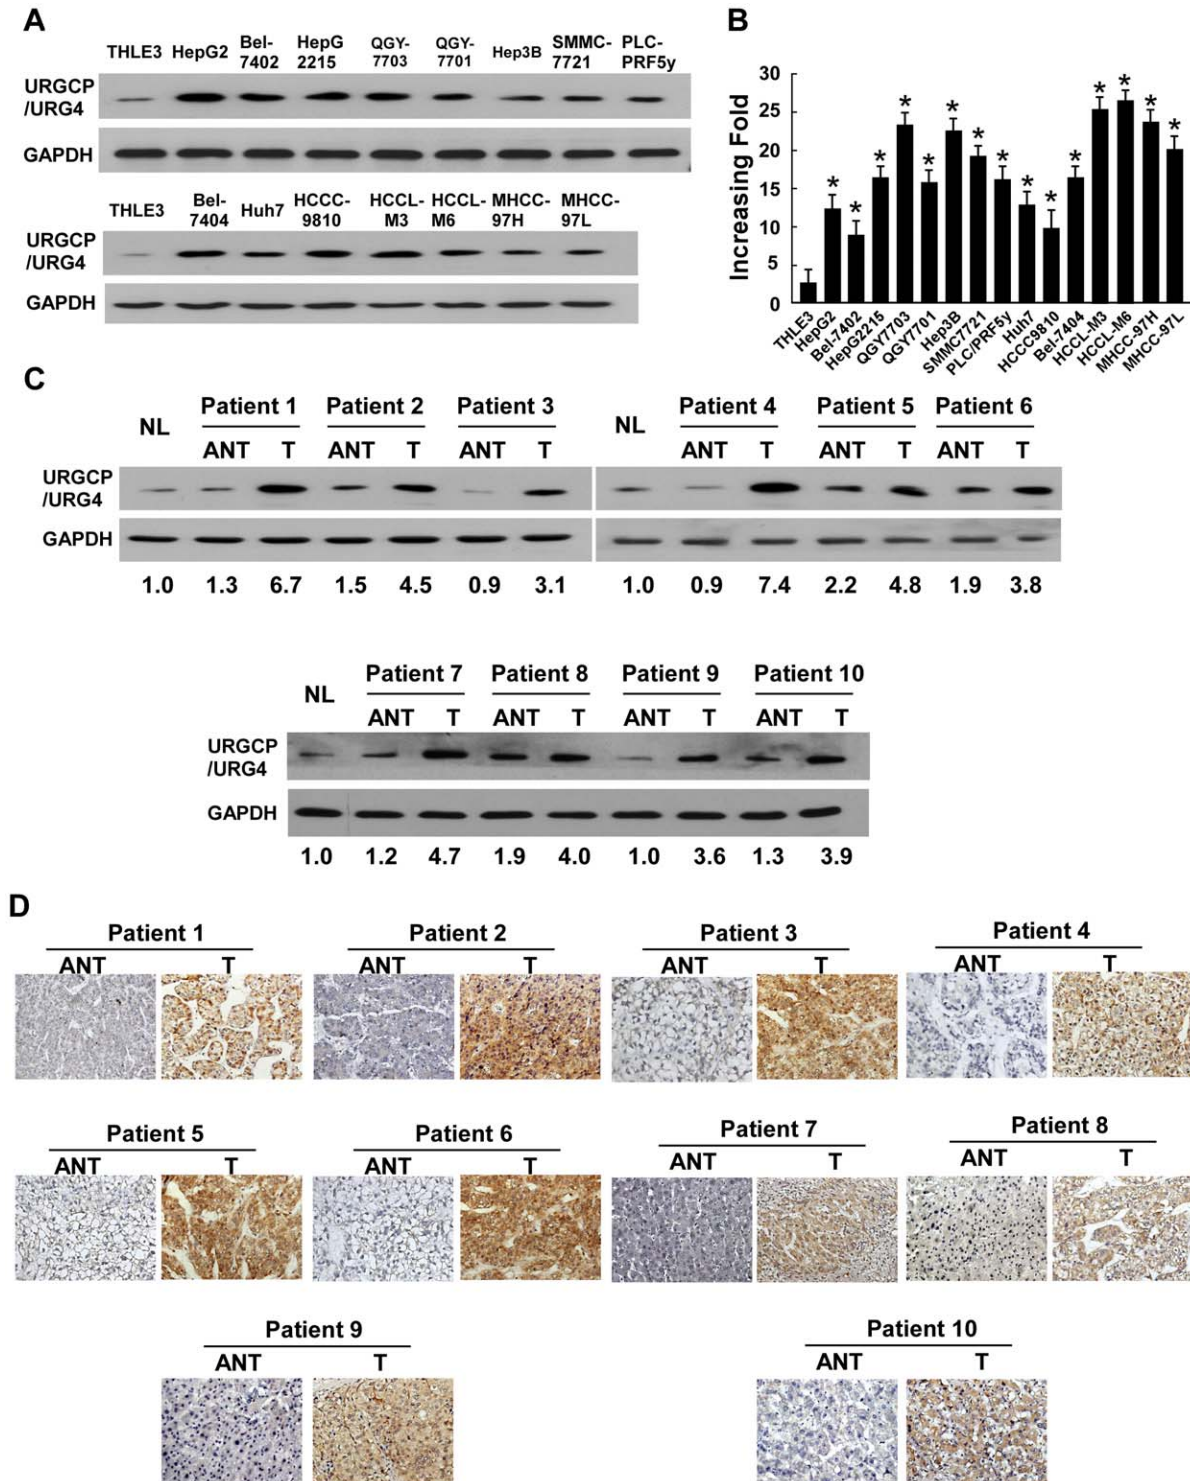 A
THLE3 HepG2 Bel-7402 HepG 2215 QGY-7703 QGY-7701 Hep3B SMMC-7721 PLC-PRF5y
URGCP
/URG4
GAPDH
THLE3 Bel-7404 Huh7 HCCC-9810 HCCL-M3 HCCL-M6 MHCC-97H MHCC-97L
URGCP
/URG4
GAPDH
B
Increasing Fold
30
25
20
15
10
5
0
THLE3
HepG2
Bel-7402
HepG2215
QGY7703
QGY7701
Hep3B
SMMC7721
PLC/PRF5y
Huh7
HCCC9810
Bel-7404
HCCL-M3
HCCL-M6
MHCC-97H
MHCC-97L
* * * * * * * * * * * * * * *
C
NL Patient 1 Patient 2 Patient 3 NL Patient 4 Patient 5 Patient 6
ANT T ANT T ANT T ANT T ANT T ANT T
URGCP
/URG4
GAPDH
1.0 1.3 6.7 1.5 4.5 0.9 3.1 1.0 0.9 7.4 2.2 4.8 1.9 3.8
NL Patient 7 Patient 8 Patient 9 Patient 10
ANT T ANT T ANT T ANT T
URGCP
/URG4
GAPDH
1.0 1.2 4.7 1.9 4.0 1.0 3.6 1.3 3.9
D
Patient 1 Patient 2 Patient 3 Patient 4
ANT T ANT T ANT T ANT T
Patient 5 Patient 6 Patient 7 Patient 8
ANT T ANT T ANT T ANT T
Patient 9 Patient 10
ANT T ANT T